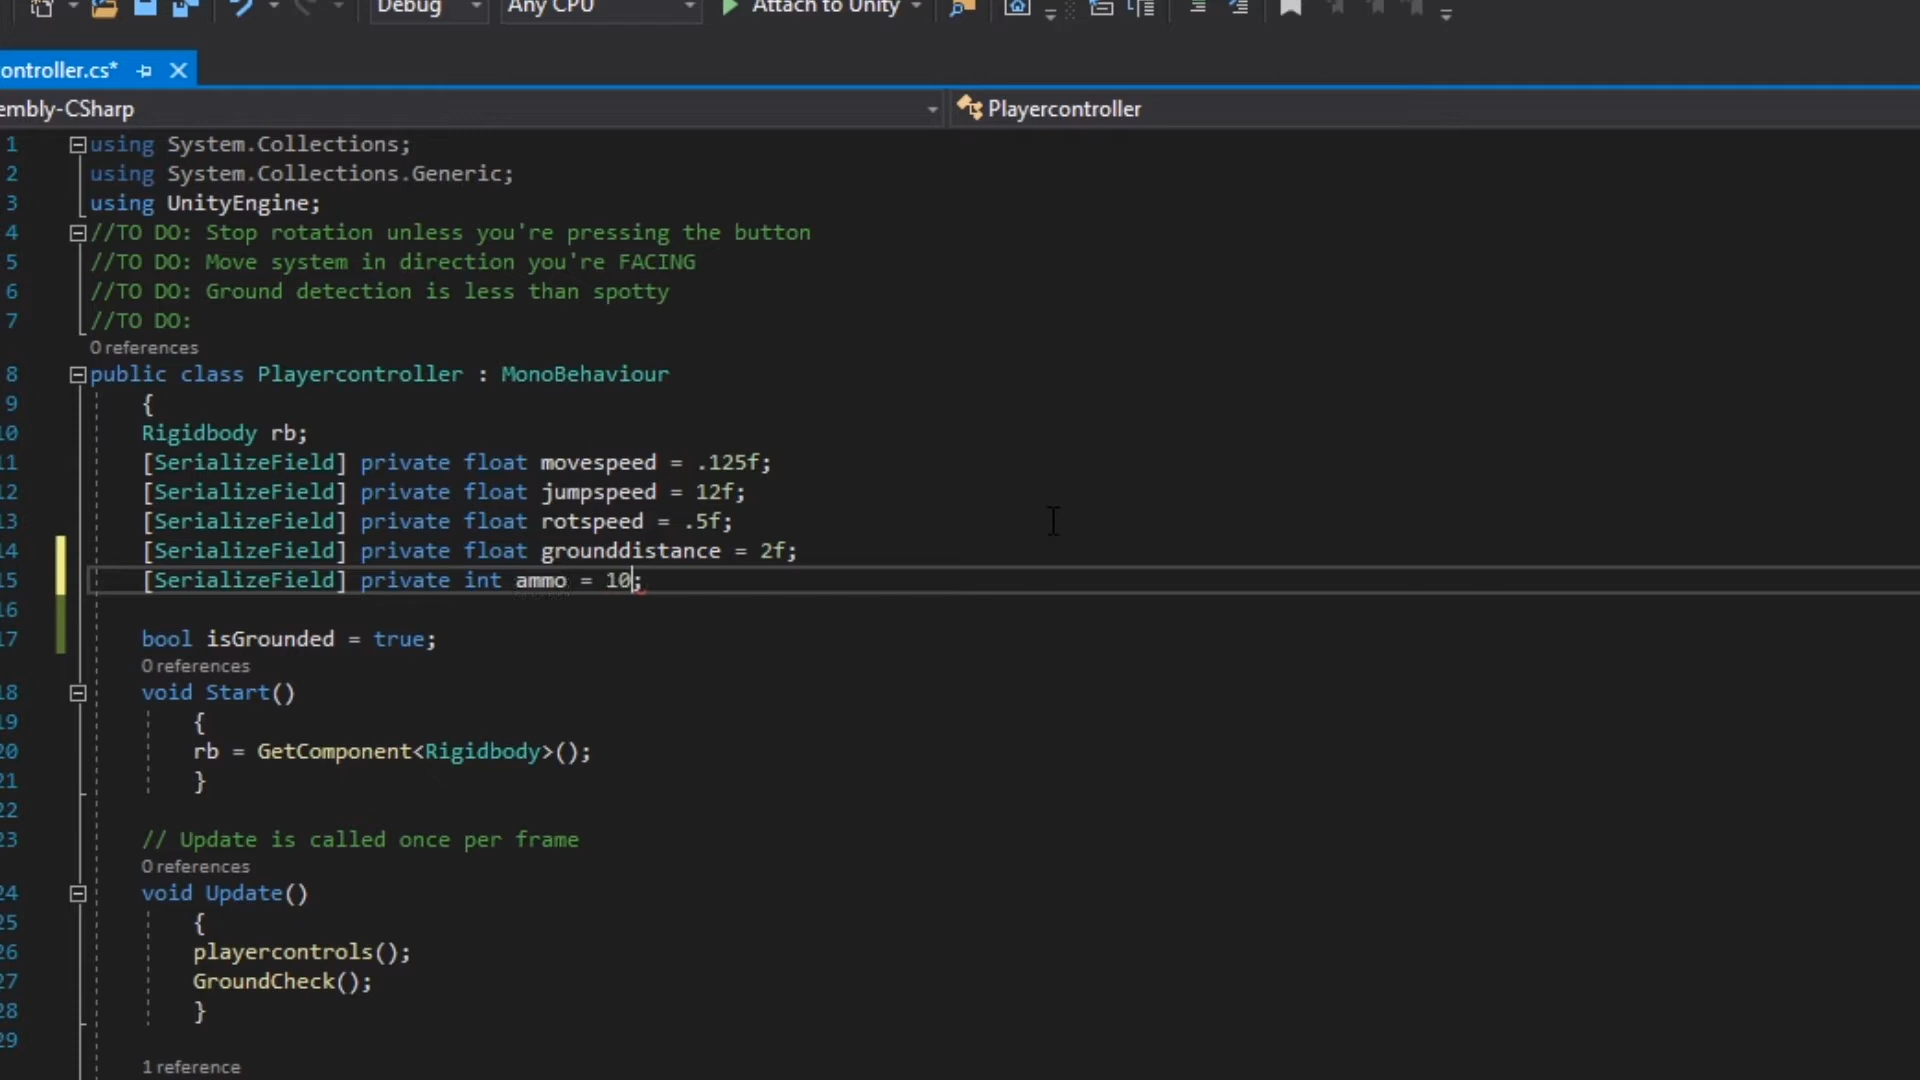 Debug Any CPU Attach to Unity
ontroller.cs*
embly-CSharp Playercontroller
1 using System.Collections;
2 using System.Collections.Generic;
3 using UnityEngine;
4 //TO DO: Stop rotation unless you're pressing the button
5 //TO DO: Move system in direction you're FACING
6 //TO DO: Ground detection is less than spotty
7 //TO DO:
0 references
8 public class Playercontroller : MonoBehaviour
9 {
10 Rigidbody rb;
11 [SerializeField] private float movespeed = .125f;
12 [SerializeField] private float jumpspeed = 12f;
13 [SerializeField] private float rotspeed = .5f;
14 [SerializeField] private float grounddistance = 2f;
15 [SerializeField] private int ammo = 10;
16
17 bool isGrounded = true;
0 references
18 void Start()
19 {
20 rb = GetComponent<Rigidbody>();
21 }
22
23 // Update is called once per frame
0 references
24 void Update()
25 {
26 playercontrols();
27 GroundCheck();
28 }
29
1 reference